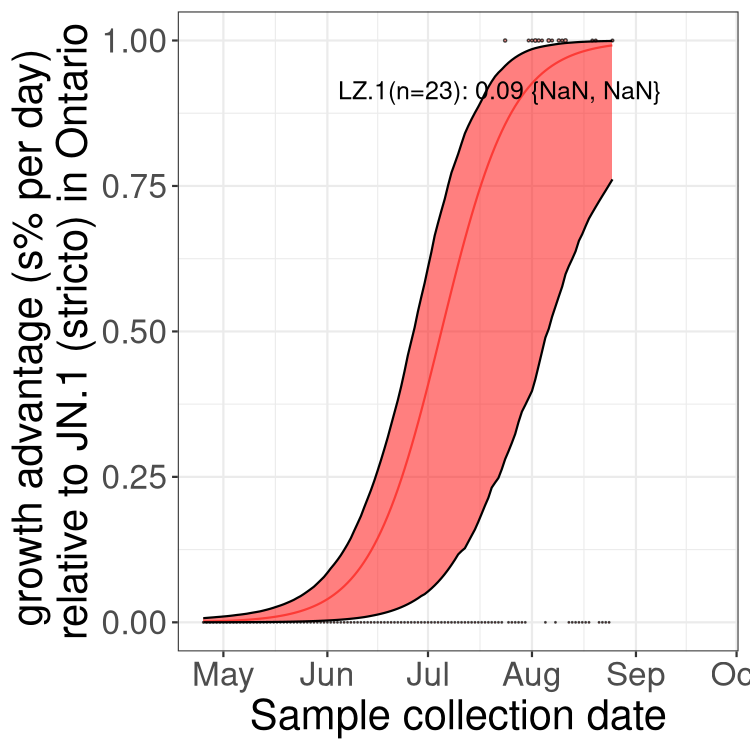 growth advantage (s% per day)
relative to JN.1 (stricto) in Ontario
1.00
0.75
0.50
0.25
0.00
LZ.1(n=23): 0.09 {NaN, NaN}
May Jun Jul Aug Sep Oc
Sample collection date